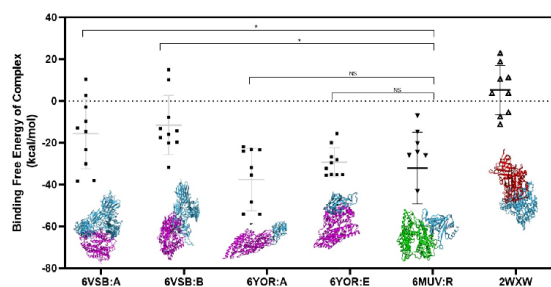 40
20
0
-20
-40
-60
-80
Binding Free Energy of Complex
(kcal/mol)
*
*
NS
NS
6VSB:A 6VSB:B 6YOR:A 6YOR:E 6MUV:R 2WXW